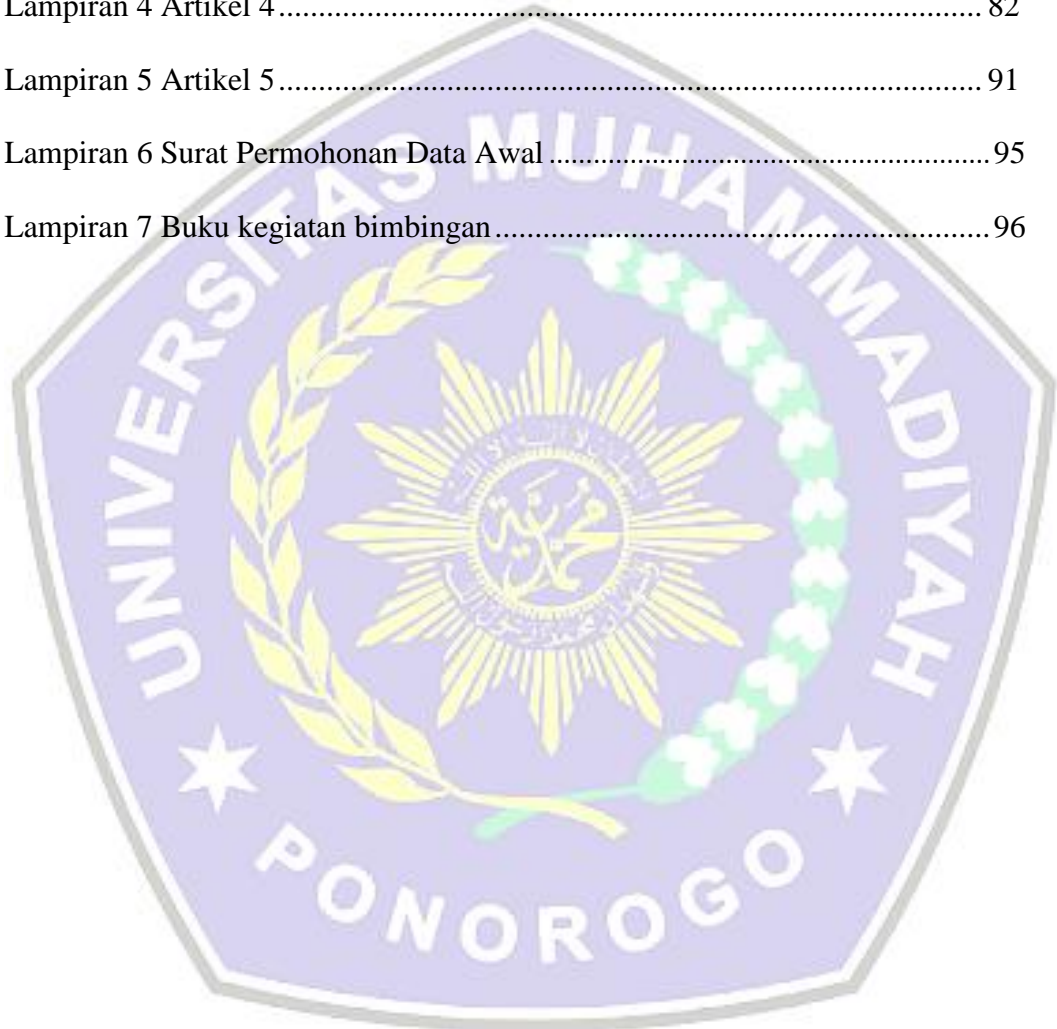 Lampiran 4 Artikel 4 ........................................................................................ 82
Lampiran 5 Artikel 5 ........................................................................................ 91
Lampiran 6 Surat Permohonan Data Awal ....................................................... 95
Lampiran 7 Buku kegiatan bimbingan .............................................................. 96
UNIVERSITAS MUHAMMADIYAH
PONOROGO
محمدية